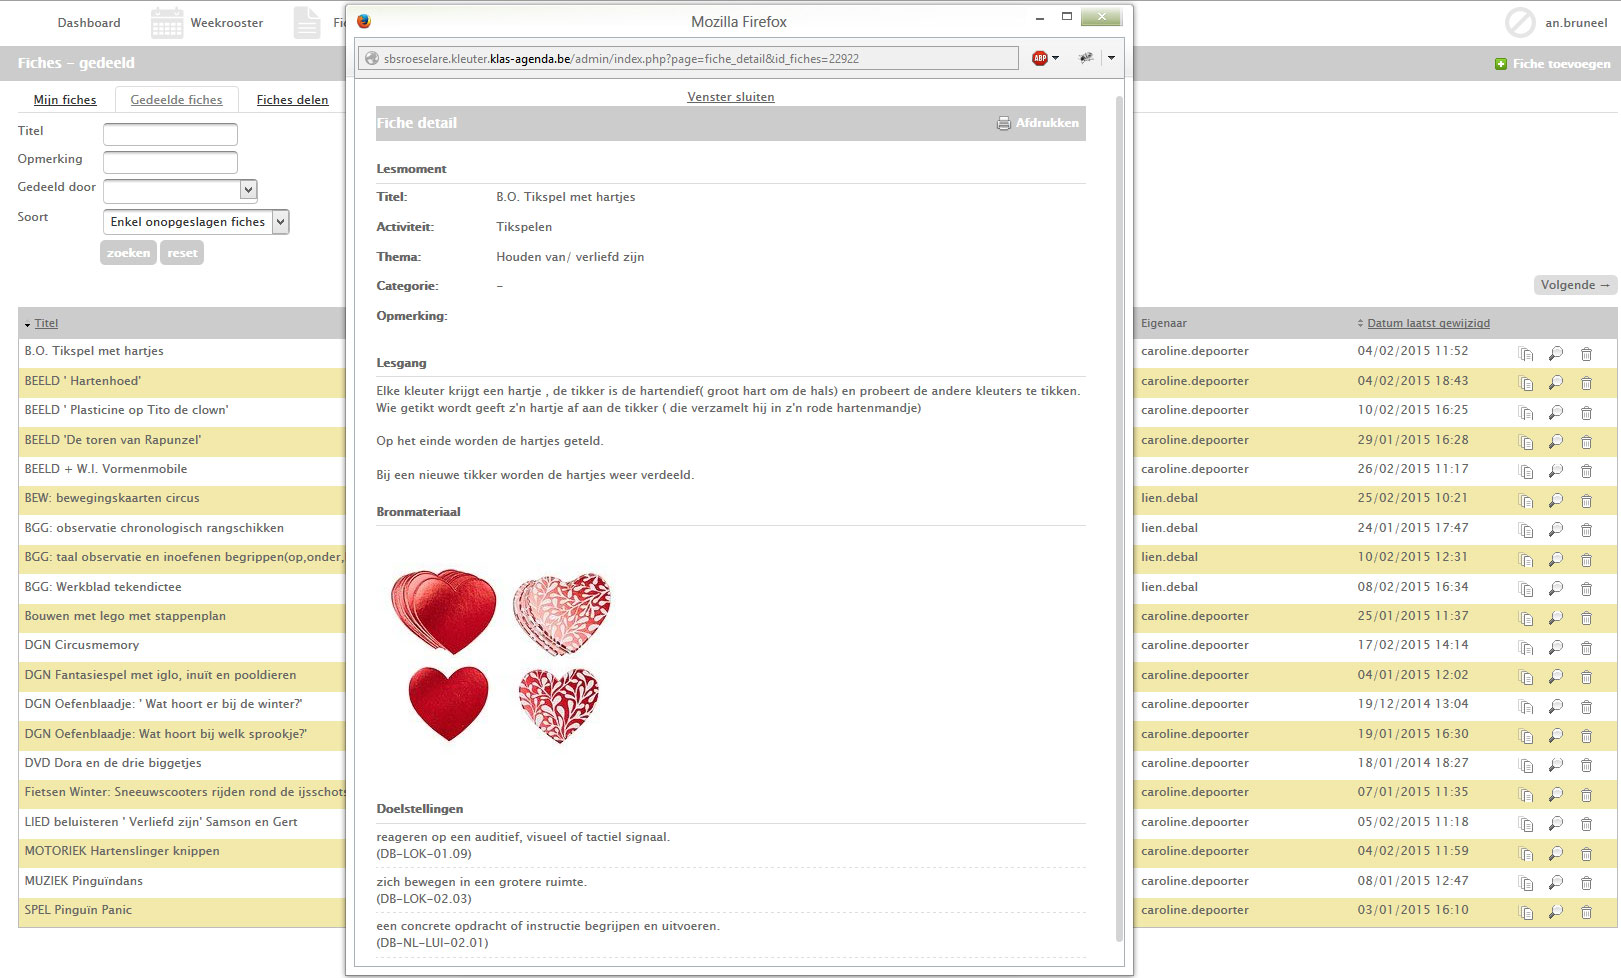 Dashboard
Weekrooster
Fi
an.bruneel
Fiches - gedeeld
Fiche toevoegen
Mijn fiches
Gedeelde fiches
Fiches delen
Titel
Opmerking
Gedeeld door
Soort
Enkel onopgeslagen fiches
zoeken
reset
Volgende →
Titel
Eigenaar
Datum laatst gewijzigd
B.O. Tikspel met hartjes
caroline.depoorter
04/02/2015 11:52
BEELD ' Hartenhoed'
caroline.depoorter
04/02/2015 18:43
BEELD ' Plasticine op Tito de clown'
caroline.depoorter
10/02/2015 16:25
BEELD 'De toren van Rapunzel'
caroline.depoorter
29/01/2015 16:28
BEELD + W.I. Vormenmobile
caroline.depoorter
26/02/2015 11:17
BEW: bewegingskaarten circus
lien.debal
25/02/2015 10:21
BGG: observatie chronologisch rangschikken
lien.debal
24/01/2015 17:47
BGG: taal observatie en inoefenen begrippen(op,onder,
lien.debal
10/02/2015 12:31
BGG: Werkblad tekendictee
lien.debal
08/02/2015 16:34
Bouwen met lego met stappenplan
caroline.depoorter
25/01/2015 11:37
DGN Circusmemory
caroline.depoorter
17/02/2015 14:14
DGN Fantasiespel met iglo, inuït en pooldieren
caroline.depoorter
04/01/2015 12:02
DGN Oefenblaadje: ' Wat hoort er bij de winter?'
caroline.depoorter
19/12/2014 13:04
DGN Oefenblaadje: Wat hoort bij welk sprookje?'
caroline.depoorter
19/01/2015 16:30
DVD Dora en de drie biggetjes
caroline.depoorter
18/01/2014 18:27
Fietsen Winter: Sneeuwscooters rijden rond de ijsschots
caroline.depoorter
07/01/2015 11:35
LIED beluisteren ' Verliefd zijn' Samson en Gert
caroline.depoorter
05/02/2015 11:18
MOTORIEK Hartenslinger knippen
caroline.depoorter
04/02/2015 11:59
MUZIEK Pinguïndans
caroline.depoorter
08/01/2015 12:47
SPEL Pinguïn Panic
caroline.depoorter
03/01/2015 16:10
Mozilla Firefox
sbsroeselare.kleuter.klas-agenda.be/admin/index.php?page=fiche_detail&id_fiches=22922
ABP
Venster sluiten
Fiche detail
Afdrukken
Lesmoment
Titel: B.O. Tikspel met hartjes
Activiteit: Tikspelen
Thema: Houden van/ verliefd zijn
Categorie: -
Opmerking:
Lesgang
Elke kleuter krijgt een hartje , de tikker is de hartendief( groot hart om de hals) en probeert de andere kleuters te tikken.
Wie getikt wordt geeft z'n hartje af aan de tikker ( die verzamelt hij in z'n rode hartenmandje)
Op het einde worden de hartjes geteld.
Bij een nieuwe tikker worden de hartjes weer verdeeld.
Bronmateriaal
Doelstellingen
reageren op een auditief, visueel of tactiel signaal.
(DB-LOK-01.09)
zich bewegen in een grotere ruimte.
(DB-LOK-02.03)
een concrete opdracht of instructie begrijpen en uitvoeren.
(DB-NL-LUI-02.01)